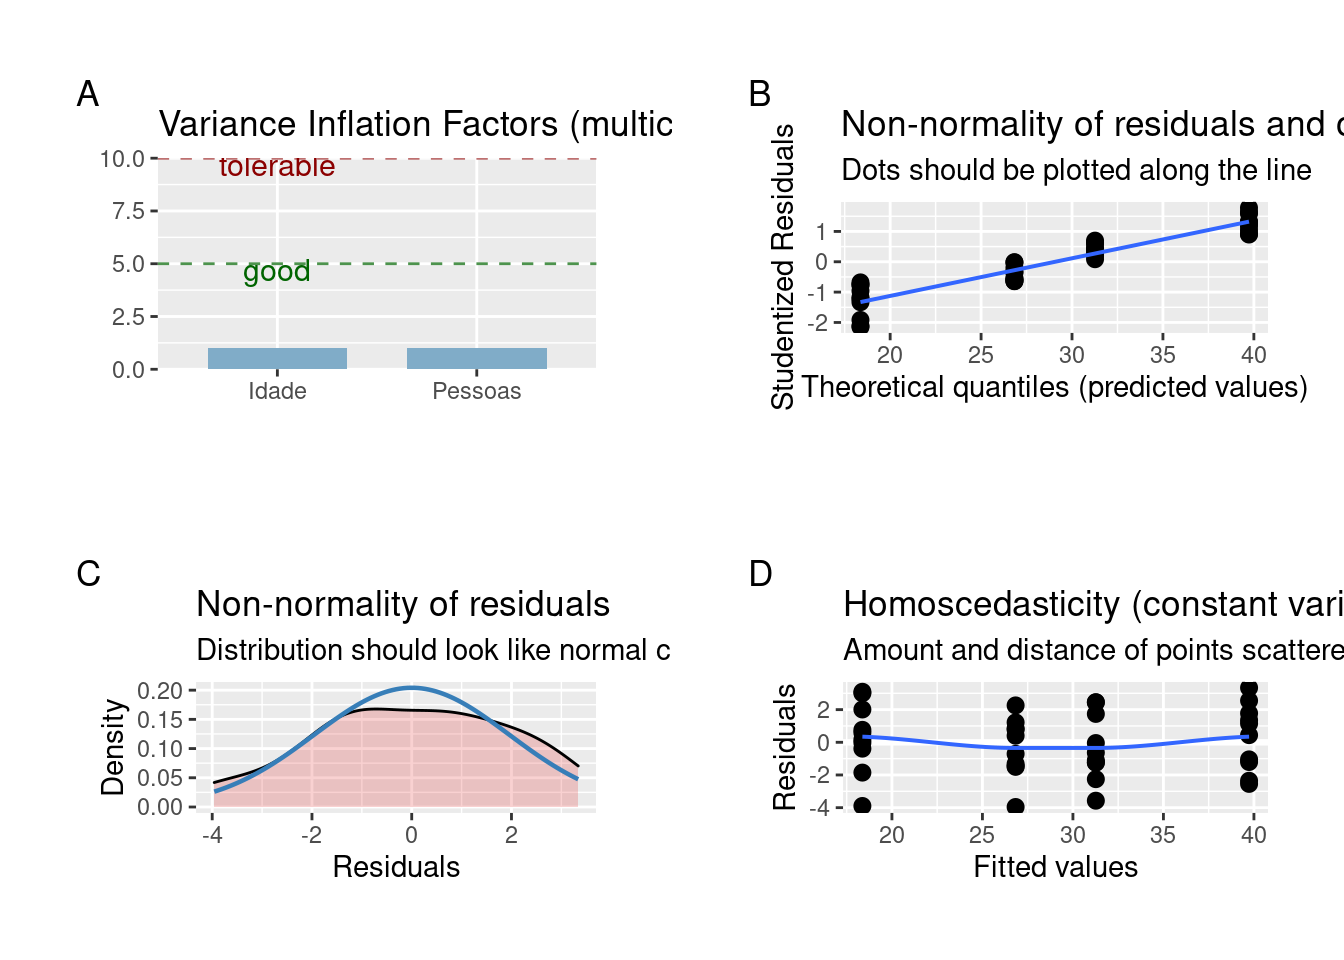 A
Variance Inflation Factors (multic
10.0
7.5
5.0
2.5
0.0
tolerable
good
Idade
Pessoas
B
Non-normality of residuals and o
Dots should be plotted along the line
Studentized Residuals
1
0
-1
-2
20
25
30
35
40
Theoretical quantiles (predicted values)
C
Non-normality of residuals
Distribution should look like normal c
Density
0.20
0.15
0.10
0.05
0.00
-4
-2
0
2
Residuals
D
Homoscedasticity (constant vari
Amount and distance of points scattere
Residuals
2
0
-2
-4
20
25
30
35
40
Fitted values